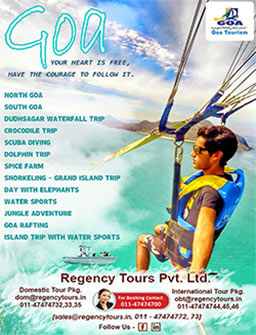 Goa
YOUR HEART IS FREE,
HAVE THE COURAGE TO FOLLOW IT.
GOA
Goa Tourism
NORTH GOA
SOUTH GOA
DUDHSAGAR WATERFALL TRIP
CROCODILE TRIP
SCUBA DIVING
DOLPHIN TRIP
SPICE FARM
SNORKELING - GRAND ISLAND TRIP
DAY WITH ELEPHANTS
WATER SPORTS
JUNGLE ADVENTURE
GOA RAFTING
ISLAND TRIP WITH WATER SPORTS
Regency Tours Pvt. Ltd.
Domestic Tour Pkg.
dom@regencytours.in
011-47474732,33,35
For Booking Contact
011-47474700
International Tour Pkg.
obt@regencytours.in
011-47474744,45,46
(sales@regencytours.in, 011 - 47474772, 73)
Follow Us - f in